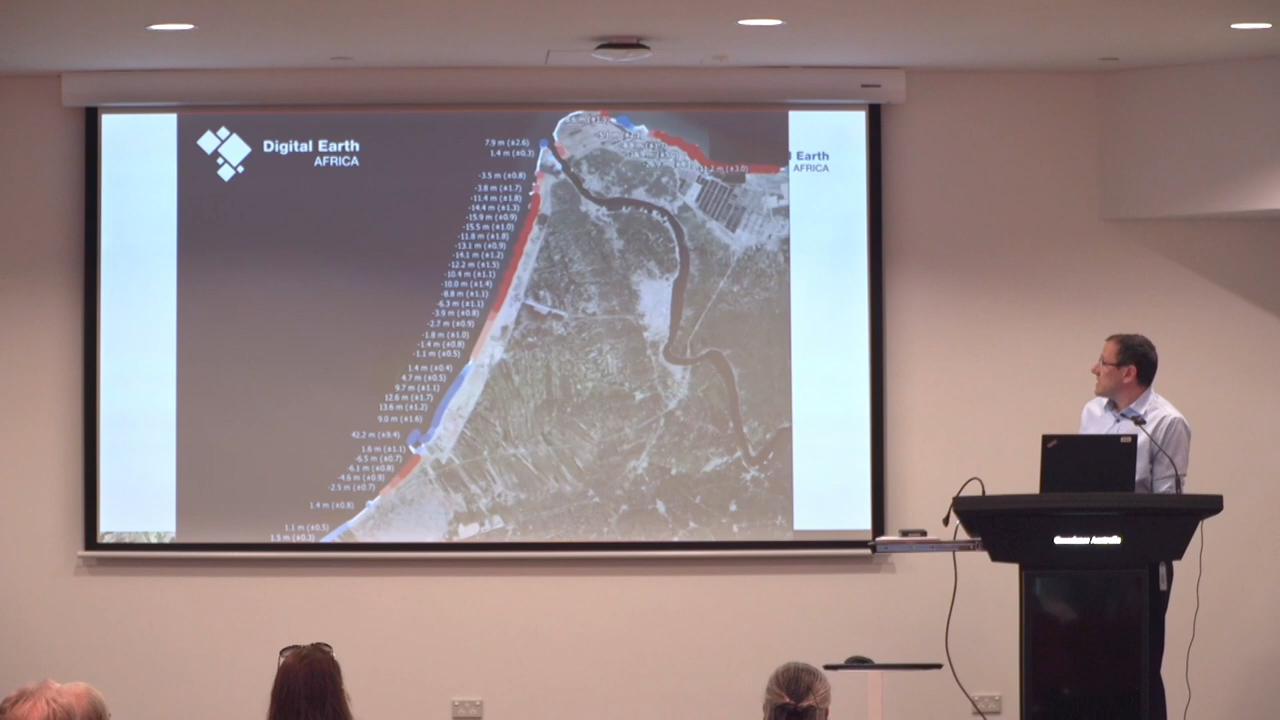 Digital Earth
AFRICA
l Earth
AFRICA
7.9 m (±2.6)
1.4 m (±0.3)
-3.5 m (±0.8)
-3.8 m (±1.7)
-11.4 m (±1.8)
-14.4 m (±1.3)
-15.9 m (±0.9)
-15.5 m (±1.0)
-11.8 m (±1.8)
-13.1 m (±0.9)
-14.1 m (±1.2)
-12.2 m (±1.5)
-10.4 m (±1.1)
-10.0 m (±1.4)
-8.8 m (±1.1)
-6.3 m (±1.1)
-3.9 m (±0.8)
-2.7 m (±0.9)
-1.8 m (±1.0)
-1.4 m (±0.8)
-1.1 m (±0.5)
1.4 m (±0.4)
4.7 m (±0.5)
9.7 m (±1.1)
12.6 m (±1.7)
13.6 m (±1.2)
9.0 m (±1.6)
42.2 m (±9.4)
1.6 m (±1.1)
-6.5 m (±0.7)
-6.1 m (±0.8)
-4.6 m (±0.9)
-2.5 m (±0.7)
1.4 m (±0.8)
1.1 m (±0.5)
1.5 m (±0.3)
Geoscience Australia